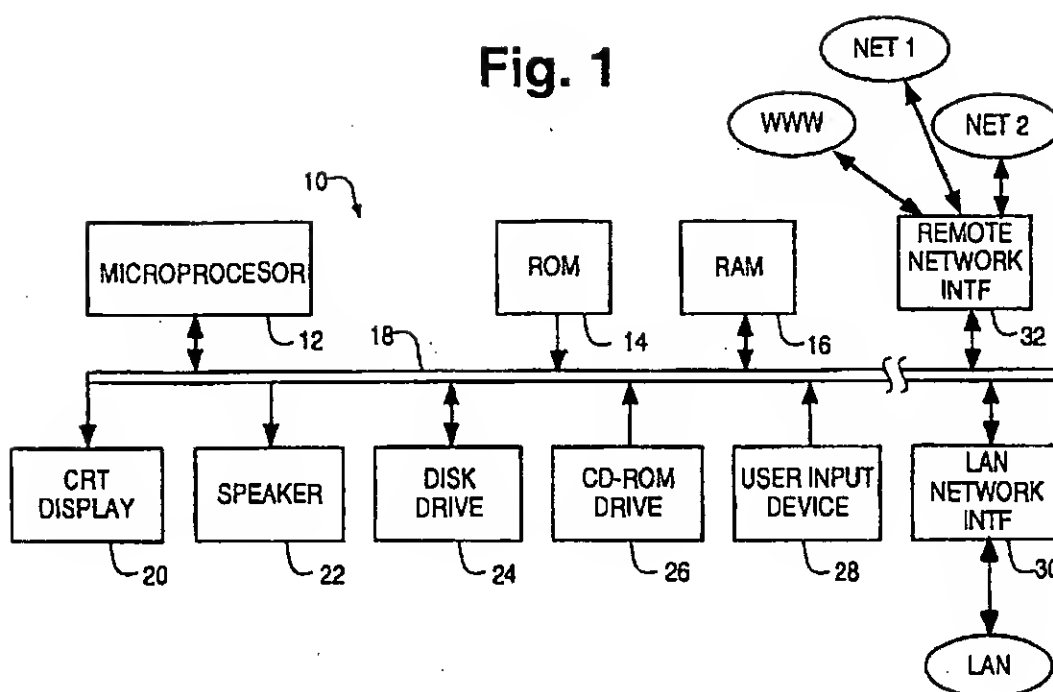 Fig. 1
NET 1
WWW
NET 2
10
MICROPROCESOR
ROM
RAM
REMOTE
NETWORK
INTF
12
18
14
16
32
CRT
DISPLAY
SPEAKER
DISK
DRIVE
CD-ROM
DRIVE
USER INPUT
DEVICE
LAN
NETWORK
INTF
20
22
24
26
28
30
LAN